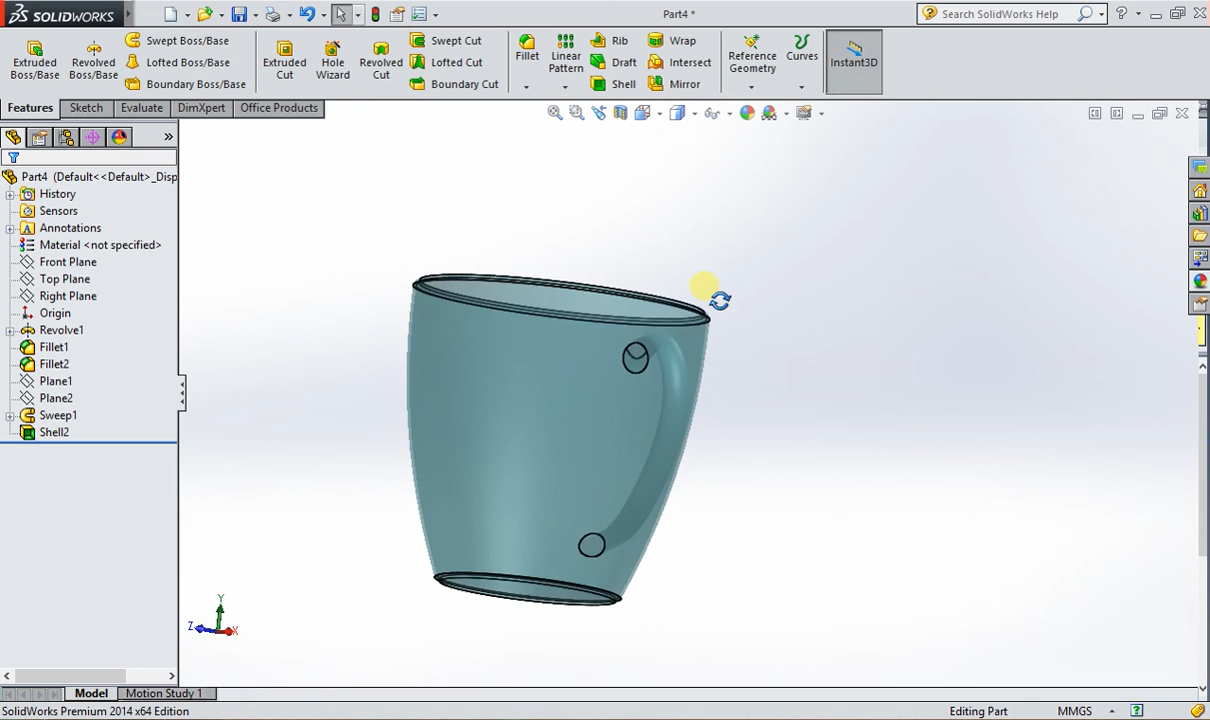 SOLIDWORKS
Part4 *
Search SolidWorks Help
Extruded Boss/Base
Revolved Boss/Base
Swept Boss/Base
Lofted Boss/Base
Boundary Boss/Base
Extruded Cut
Hole Wizard
Revolved Cut
Swept Cut
Lofted Cut
Boundary Cut
Fillet
Linear Pattern
Rib
Draft
Shell
Wrap
Intersect
Mirror
Reference Geometry
Curves
Instant3D
Features
Sketch
Evaluate
DimXpert
Office Products
Part4 (Default<<Default>_Disp
History
Sensors
Annotations
Material <not specified>
Front Plane
Top Plane
Right Plane
Origin
Revolve1
Fillet1
Fillet2
Plane1
Plane2
Sweep1
Shell2
Y
Z
X
Model
Motion Study 1
SolidWorks Premium 2014 x64 Edition
Editing Part
MMGS